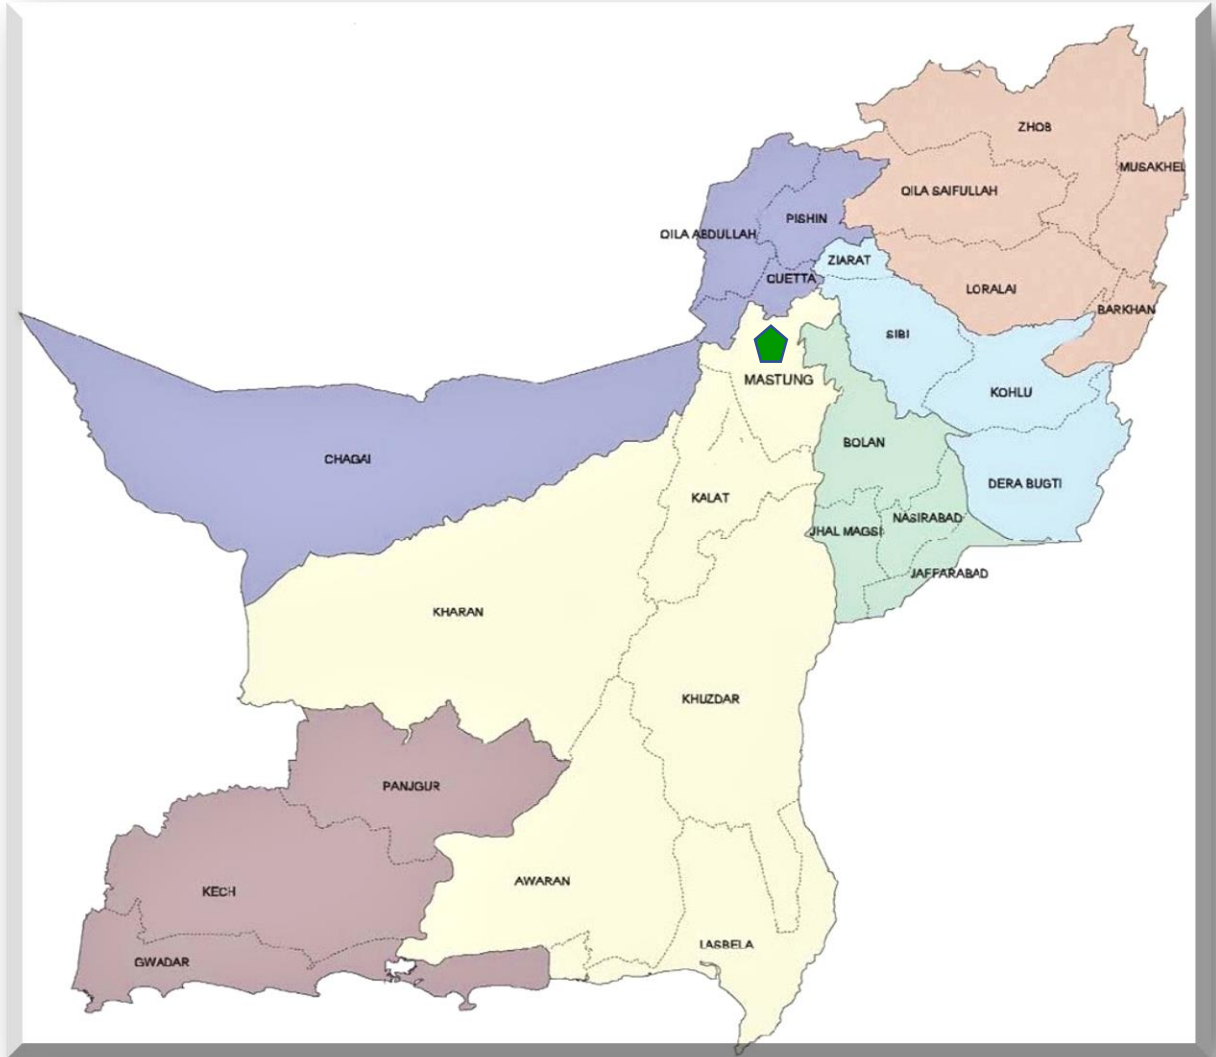 ZHOB
MUSAKHEL
QILA SAIFULLAH
PISHIN
QILA ABDULLAH
ZIARAT
QUETTA
LORALAI
BARKHAN
SIBI
MASTUNG
KOHLU
BOLAN
CHAGAI
DERA BUGTI
KALAT
NASIRABAD
JHAL MAGSI
JAFFARABAD
KHARAN
KHUZDAR
PANJGUR
AWARAN
KECH
LASBELA
GWADAR